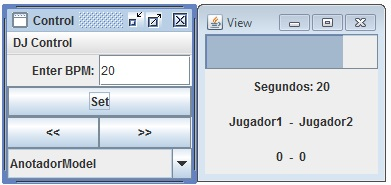 Control
DJ Control
Enter BPM: 20
Set
<< >>
AnotadorModel
View
Segundos: 20
Jugador1 - Jugador2
0 - 0